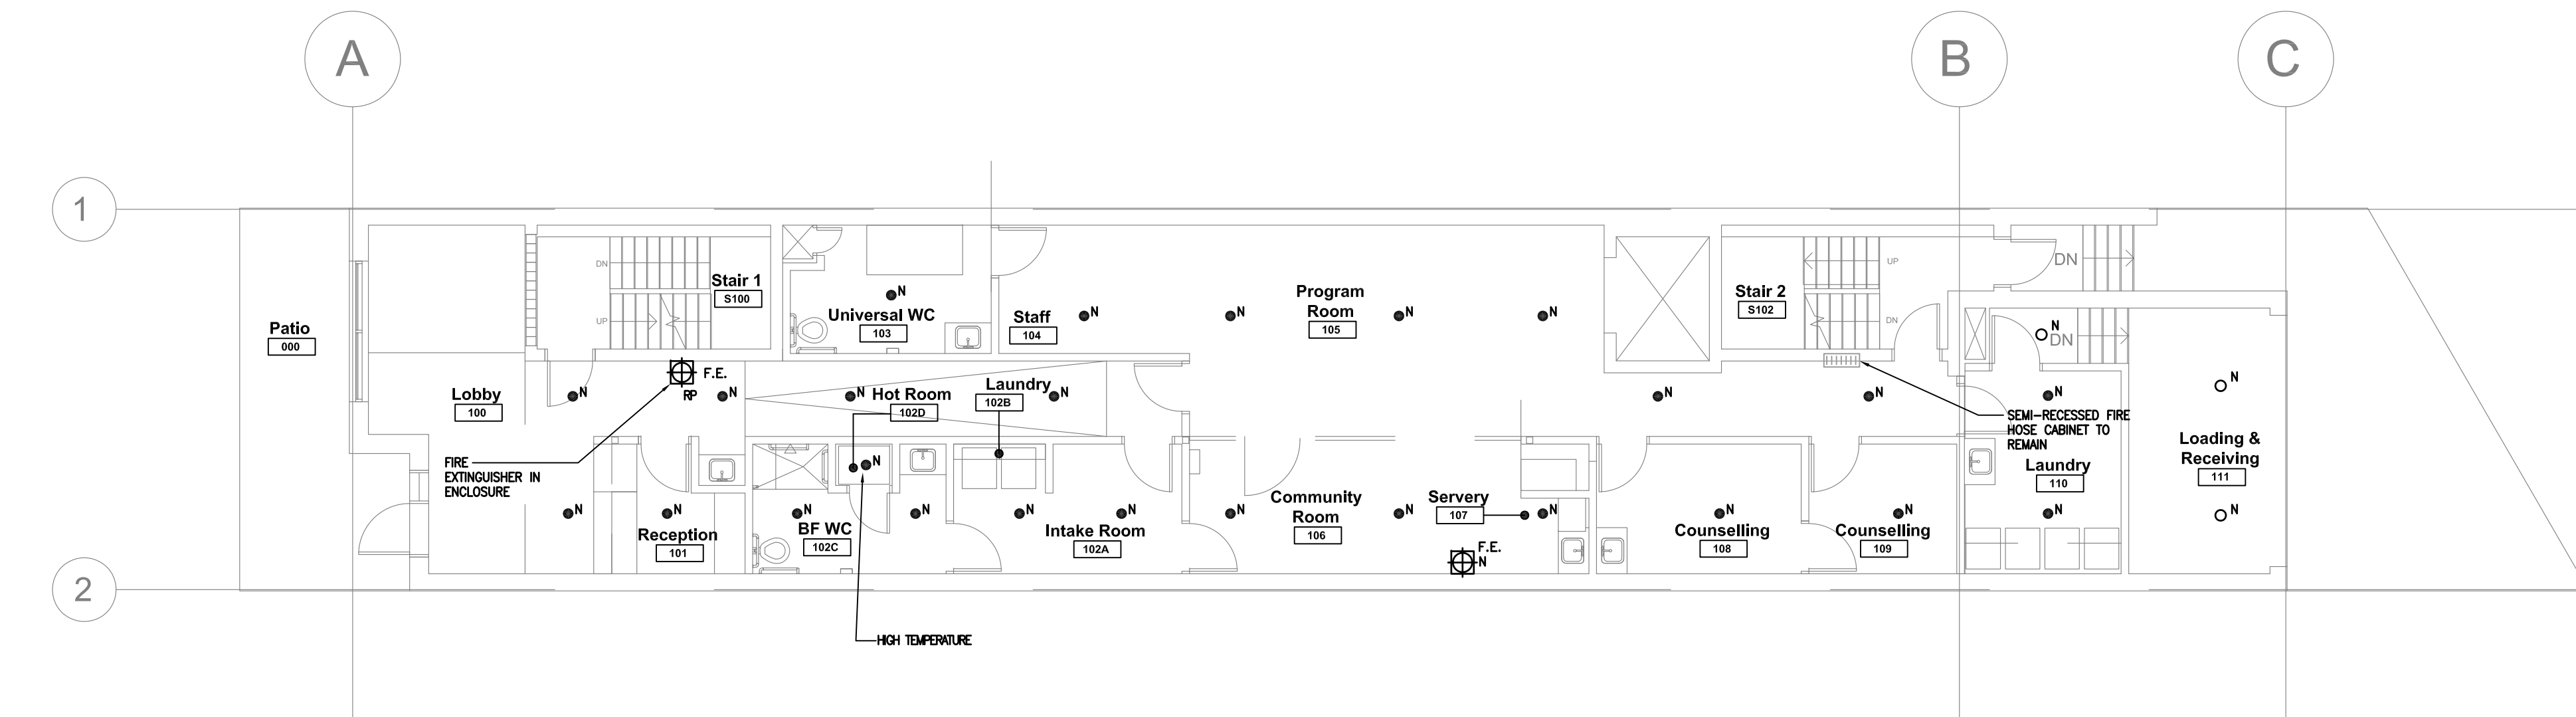 A
B
C
1
2
Patio
000
Lobby
100
Stair 1
S100
DN
UP
F.E.
RP
N
N
N
N
FIRE
EXTINGUISHER IN
ENCLOSURE
Reception
101
Universal WC
103
N
Staff
104
N
Program
Room
105
N
N
N
N
Hot Room
102D
Laundry
102B
N
N
BF WC
102C
N
N
HIGH TEMPERATURE
Intake Room
102A
N
N
Community
Room
106
N
N
Servery
107
N
F.E.
N
Stair 2
S102
UP
DN
N
N
SEMI-RECESSED FIRE
HOSE CABINET TO
REMAIN
Counselling
108
N
Counselling
109
N
DN
N
DN
N
Laundry
110
N
Loading &
Receiving
111
N
N